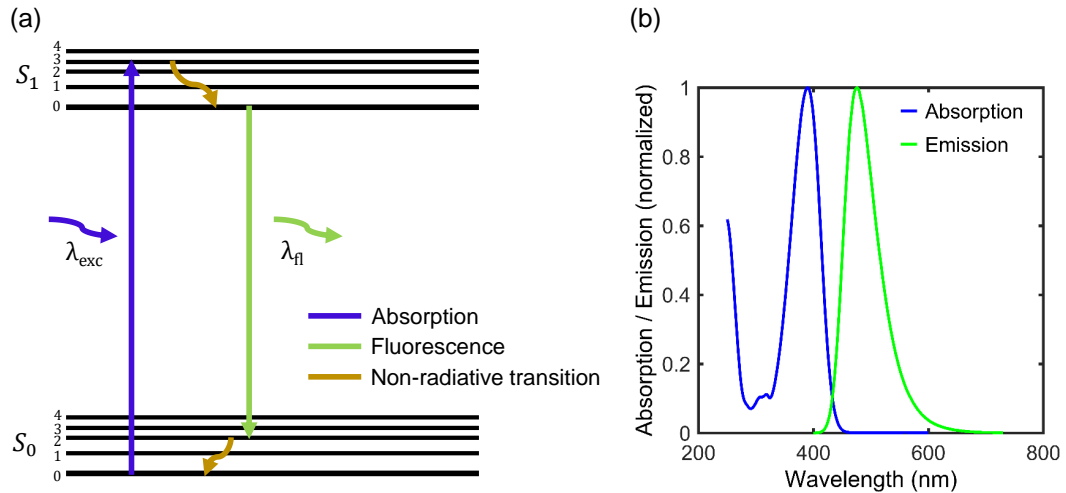 (a)
4
3
2
1
0
S1
λexc
λfl
Absorption
Fluorescence
Non-radiative transition
4
3
2
1
0
S0
(b)
Absorption / Emission (normalized)
1
0.8
0.6
0.4
0.2
0
Absorption
Emission
200 400 600 800
Wavelength (nm)